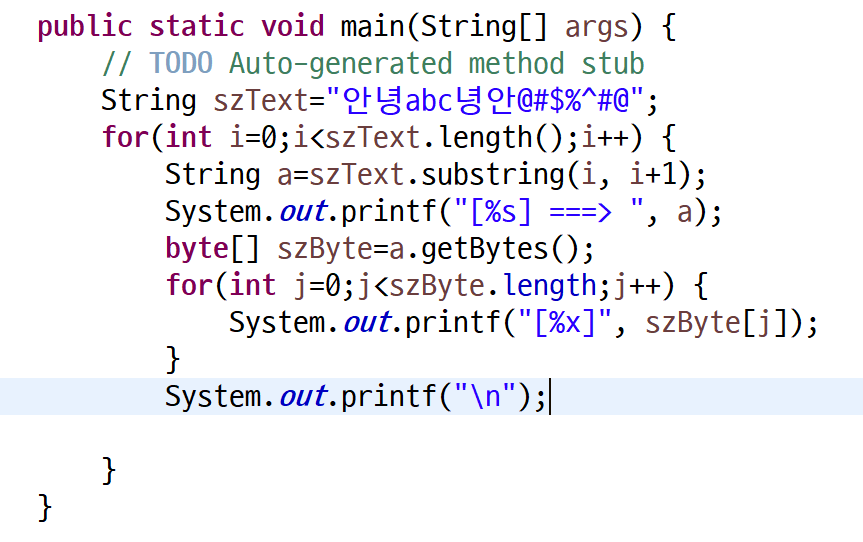 public static void main(String[] args) {
// TODO Auto-generated method stub
String szText="안녕abc녕안@#$%^#@";
for(int i=0;i<szText.length();i++) {
String a=szText.substring(i, i+1);
System.out.printf("[%s] ===> ", a);
byte[] szByte=a.getBytes();
for(int j=0;j<szByte.length;j++) {
System.out.printf("[%x]", szByte[j]);
}
System.out.printf("\n");
}
}